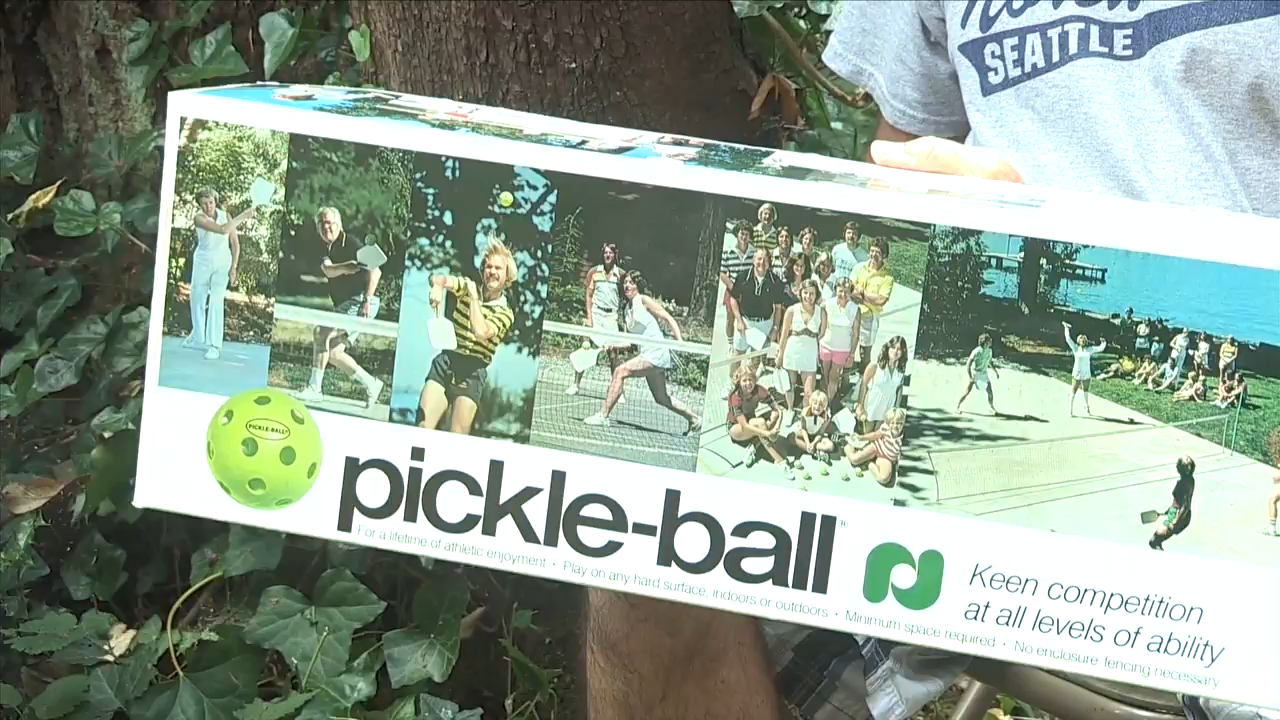 SEATTLE
PICKLE-BALL®
pickle-ball™
For a lifetime of athletic enjoyment • Play on any hard surface, indoors or outdoors • Minimum space required • No enclosure fencing necessary
Keen competition
at all levels of ability